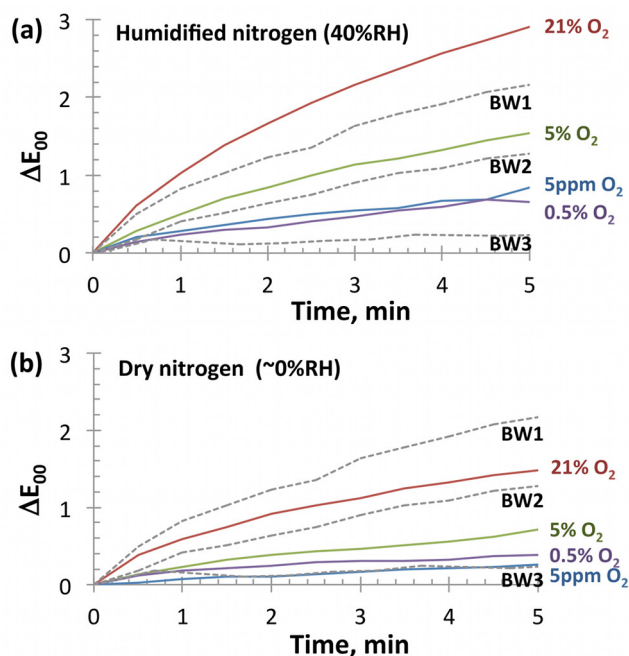 (a)
Humidified nitrogen (40%RH)
3
2
1
0
ΔE₀₀
21% O₂
BW1
5% O₂
BW2
5ppm O₂
0.5% O₂
BW3
0 1 2 3 4 5
Time, min
(b)
Dry nitrogen (~0%RH)
3
2
1
0
ΔE₀₀
BW1
21% O₂
BW2
5% O₂
0.5% O₂
BW3
5ppm O₂
0 1 2 3 4 5
Time, min